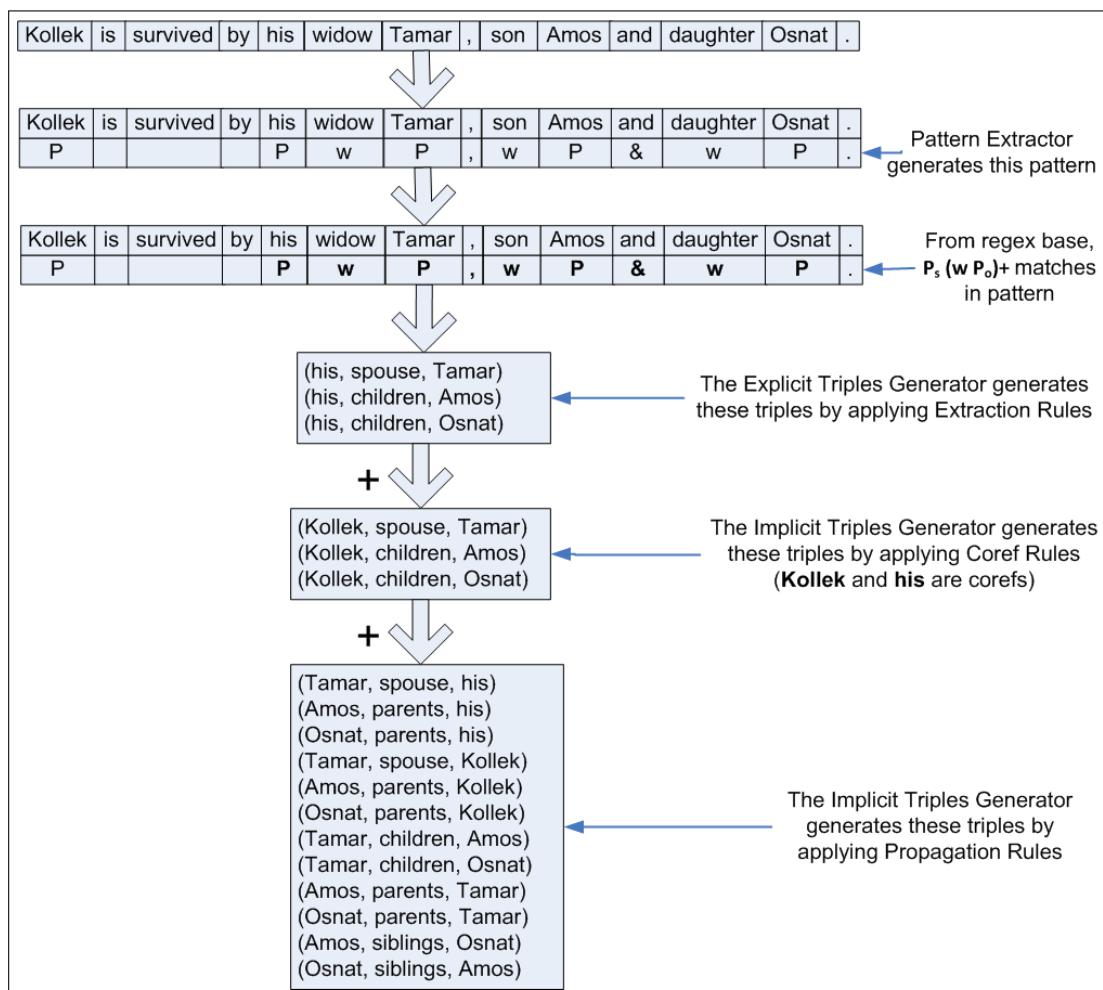 Kollek is survived by his widow Tamar , son Amos and daughter Osnat .
Kollek is survived by his widow Tamar , son Amos and daughter Osnat .
P P w P , w P & w P .
Pattern Extractor
generates this pattern
Kollek is survived by his widow Tamar , son Amos and daughter Osnat .
P P w P , w P & w P .
From regex base,
Ps (w Po)+ matches
in pattern
(his, spouse, Tamar)
(his, children, Amos)
(his, children, Osnat)
The Explicit Triples Generator generates
these triples by applying Extraction Rules
+
(Kollek, spouse, Tamar)
(Kollek, children, Amos)
(Kollek, children, Osnat)
The Implicit Triples Generator generates
these triples by applying Coref Rules
(Kollek and his are corefs)
+
(Tamar, spouse, his)
(Amos, parents, his)
(Osnat, parents, his)
(Tamar, spouse, Kollek)
(Amos, parents, Kollek)
(Osnat, parents, Kollek)
(Tamar, children, Amos)
(Tamar, children, Osnat)
(Amos, parents, Tamar)
(Osnat, parents, Tamar)
(Amos, siblings, Osnat)
(Osnat, siblings, Amos)
The Implicit Triples Generator
generates these triples by
applying Propagation Rules